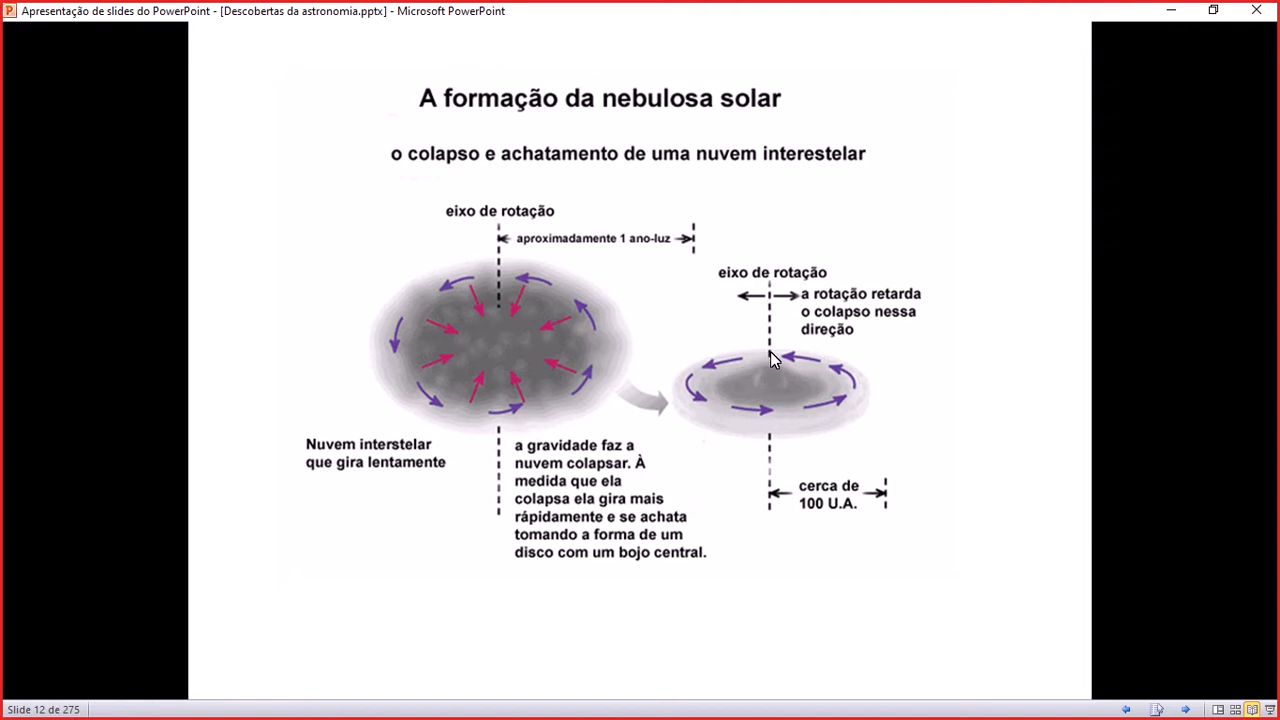 Apresentação de slides do PowerPoint - [Descobertas da astronomia.pptx] - Microsoft PowerPoint
A formação da nebulosa solar
o colapso e achatamento de uma nuvem interestelar
eixo de rotação
aproximadamente 1 ano-luz
eixo de rotação
a rotação retarda
o colapso nessa
direção
Nuvem interstelar
que gira lentamente
a gravidade faz a
nuvem colapsar. À
medida que ela
colapsa ela gira mais
rápidamente e se achata
tomando a forma de um
disco com um bojo central.
cerca de
100 U.A.
Slide 12 de 275